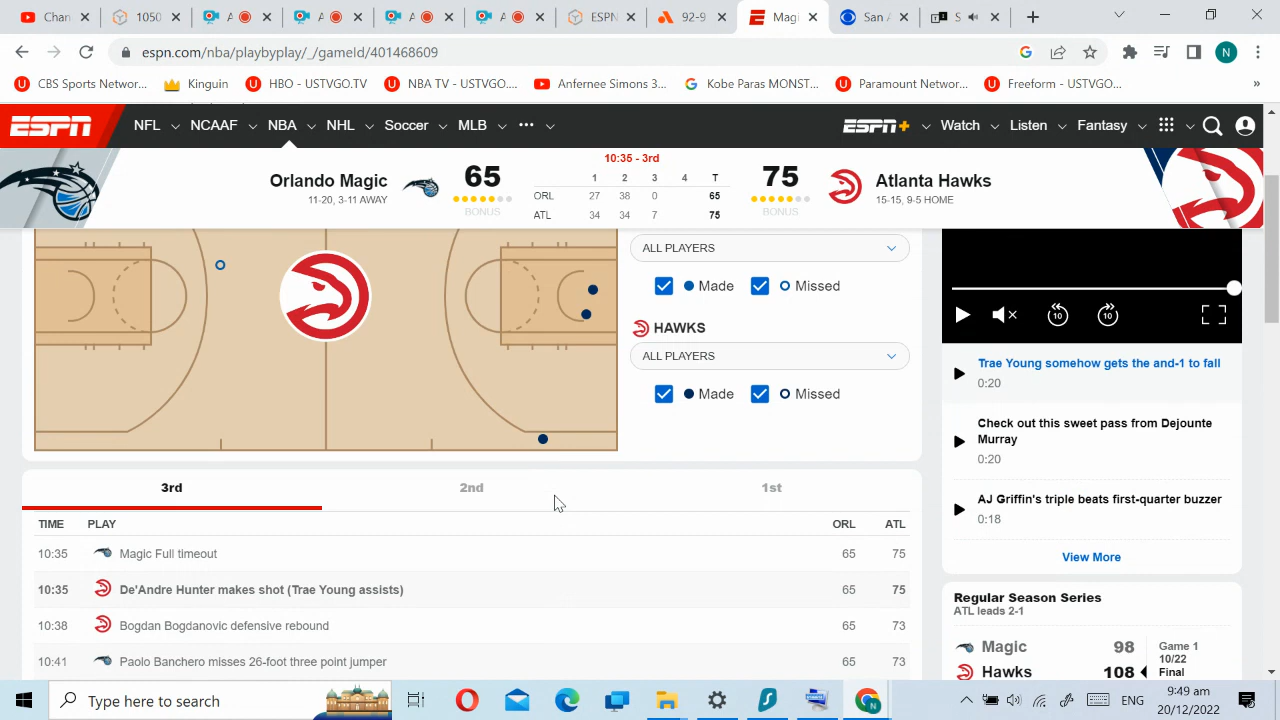 Chan
1050
A
A
A
A
ESPN
92-9
Magi
San A
S
espn.com/nba/playbyplay/_/gameId/401468609
N
CBS Sports Networ...
Kinguin
HBO - USTVGO.TV
NBA TV - USTVGO....
Anfernee Simons 3...
Kobe Paras MONST...
Paramount Networ...
Freeform - USTVG...
»
ESPN
NFL
NCAAF
NBA
NHL
Soccer
MLB
ESPN+
Watch
Listen
Fantasy
Orlando Magic
11-20, 3-11 AWAY
65
BONUS
10:35 - 3rd
1 2 3 4 T
ORL 27 38 0 65
ATL 34 34 7 75
75
BONUS
Atlanta Hawks
15-15, 9-5 HOME
ALL PLAYERS
Made
Missed
HAWKS
ALL PLAYERS
Made
Missed
10
10
Trae Young somehow gets the and-1 to fall
0:20
Check out this sweet pass from Dejounte
Murray
0:20
AJ Griffin's triple beats first-quarter buzzer
0:18
View More
3rd
2nd
1st
TIME PLAY ORL ATL
10:35 Magic Full timeout 65 75
10:35 De'Andre Hunter makes shot (Trae Young assists) 65 75
10:38 Bogdan Bogdanovic defensive rebound 65 73
10:41 Paolo Banchero misses 26-foot three point jumper 65 73
Regular Season Series
ATL leads 2-1
Magic 98
Hawks 108
Game 1
10/22
Final
Type here to search
9:49 am
20/12/2022